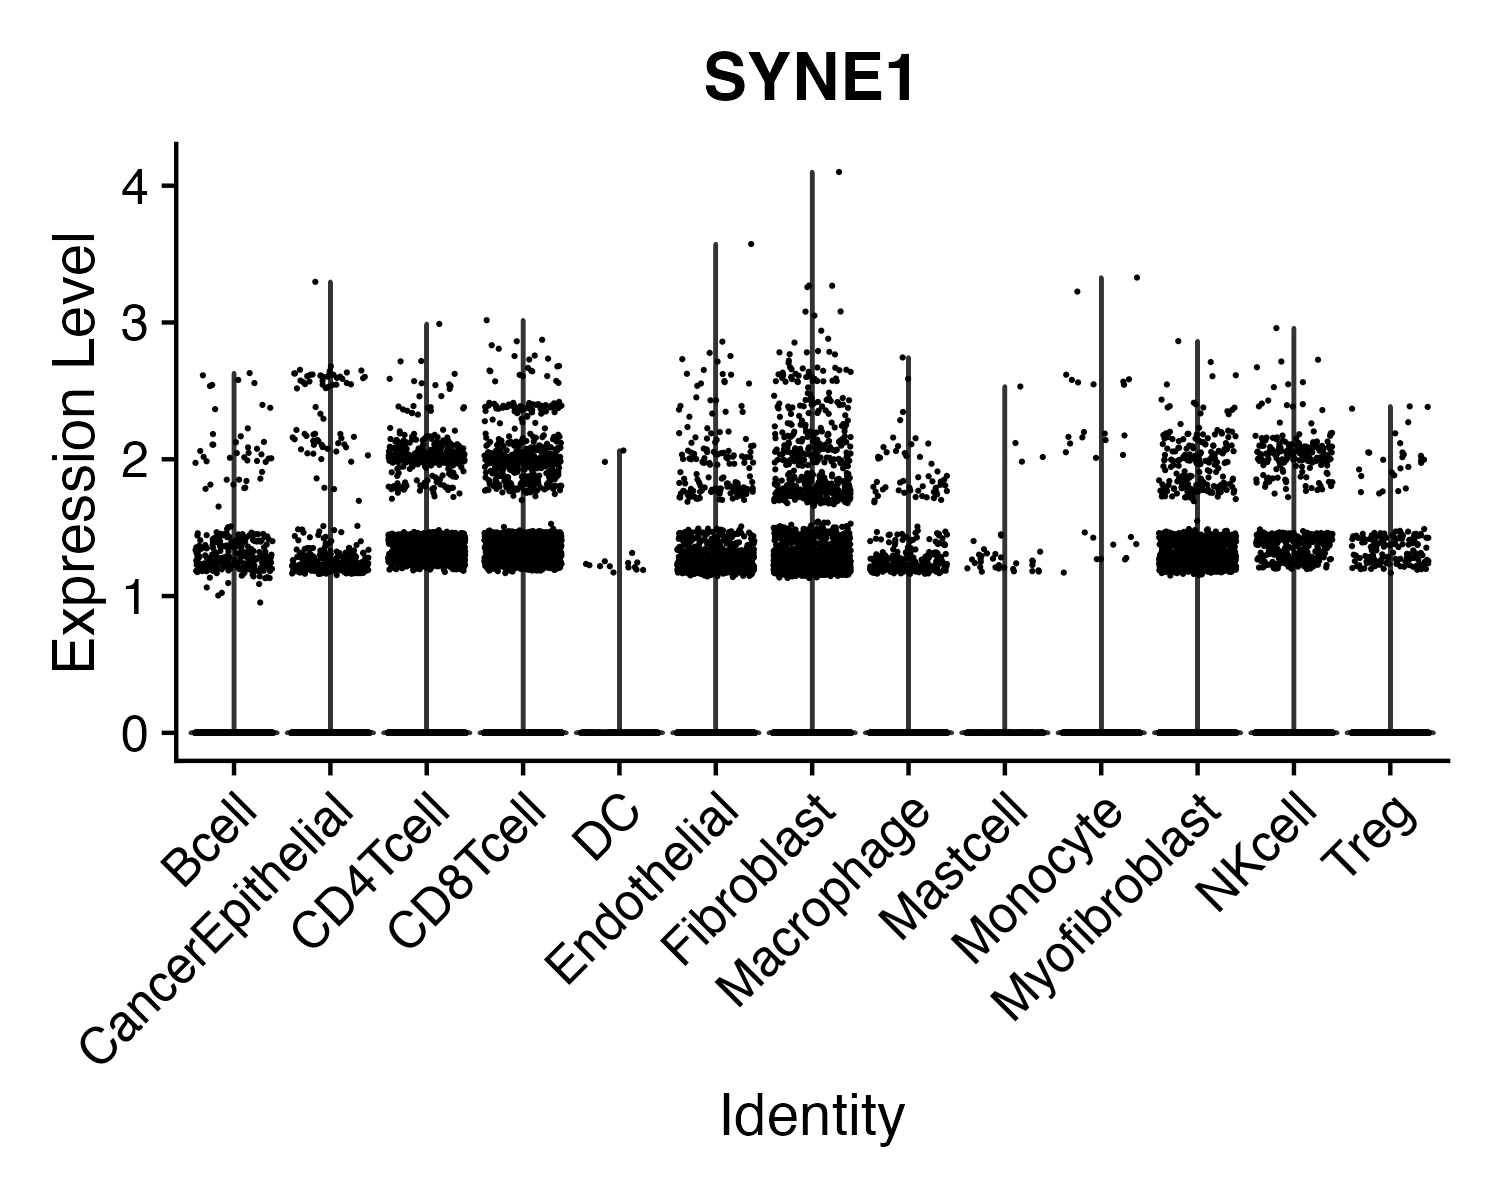 SYNE1
Expression Level
4
3
2
1
0
Bcell
CancerEpithelial
CD4Tcell
CD8Tcell
DC
Endothelial
Fibroblast
Macrophage
Mastcell
Monocyte
Myofibroblast
NKcell
Treg
Identity